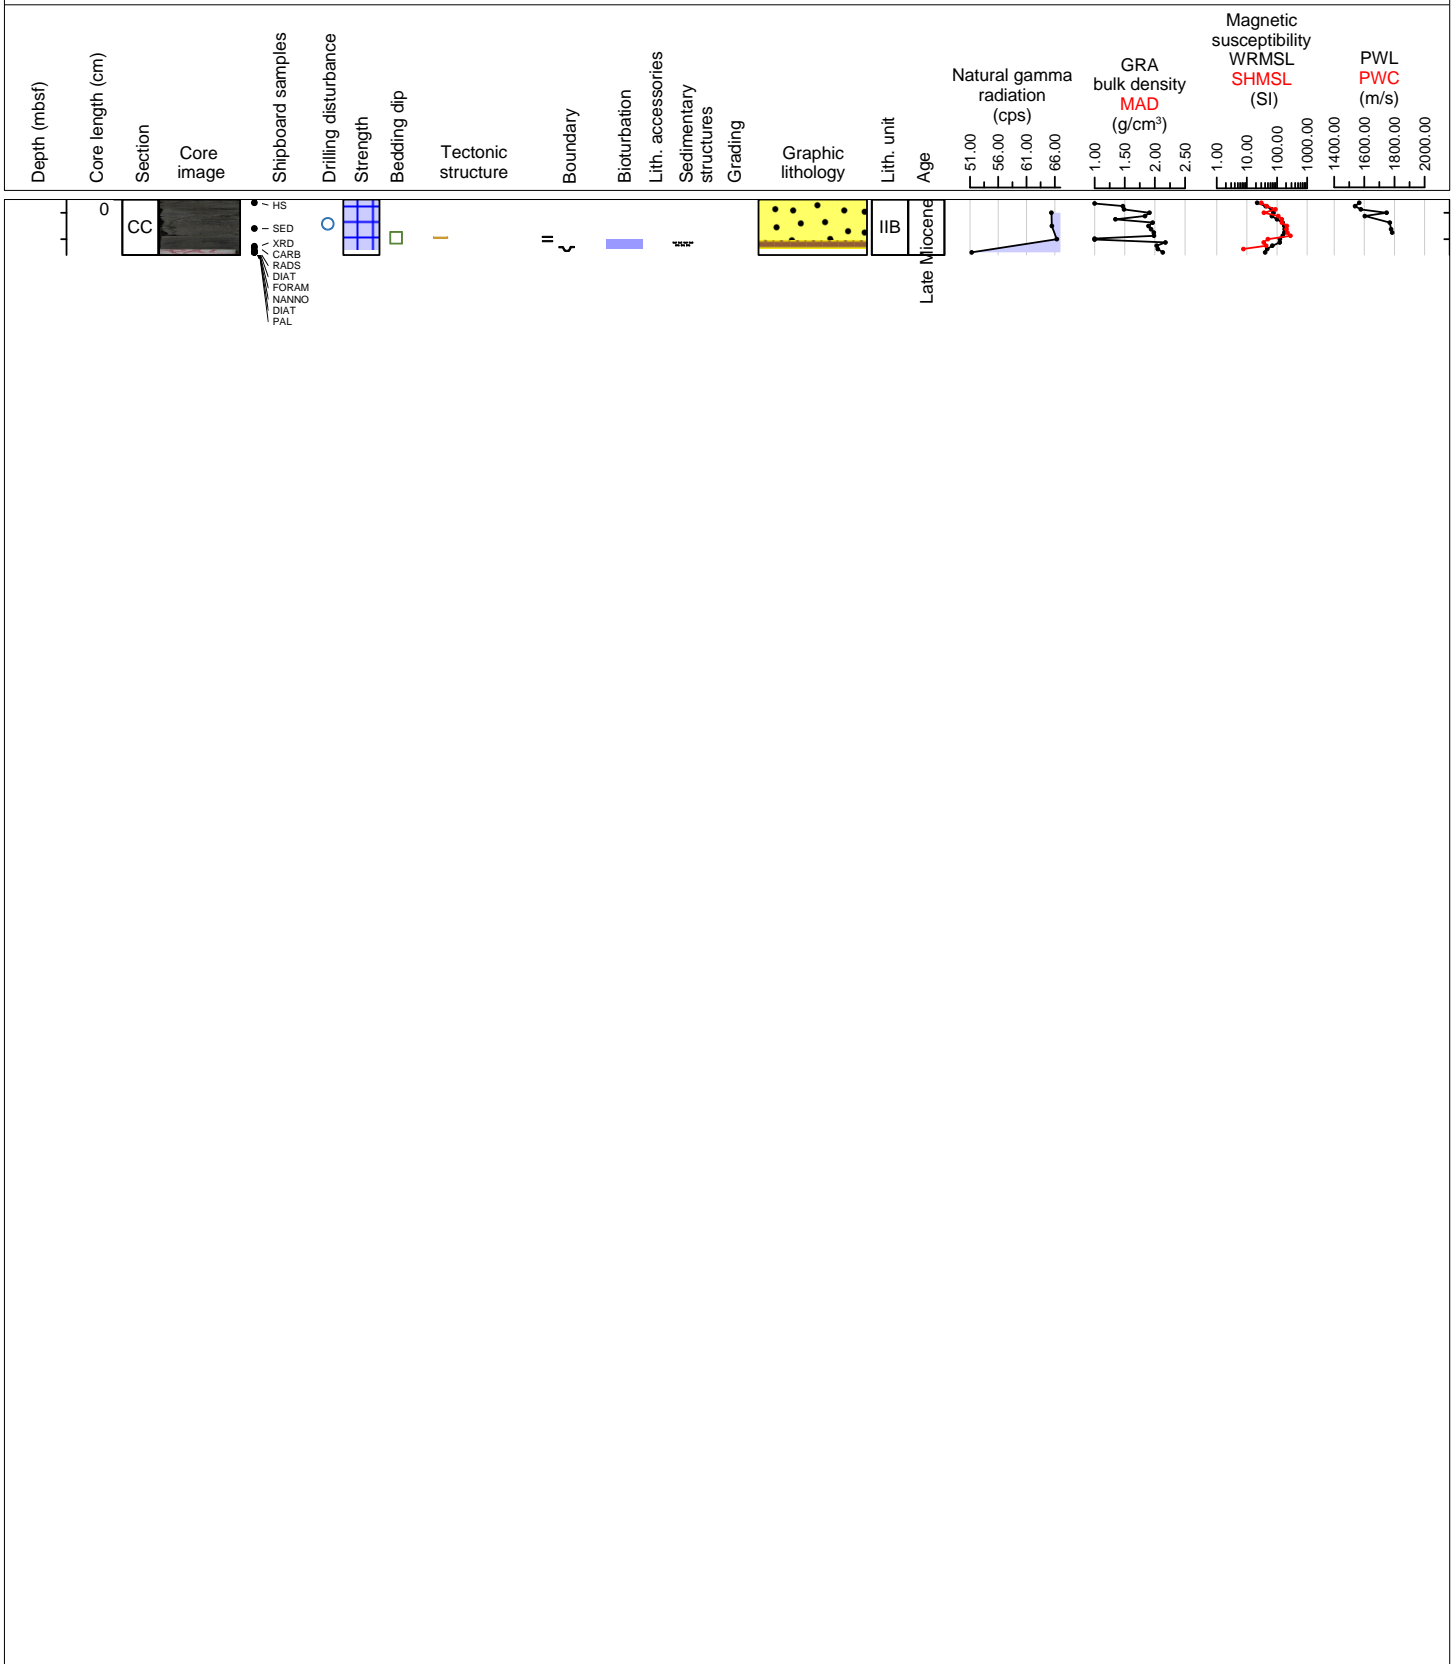 Depth (mbsf)
Core length (cm)
Section
Core
image
Shipboard samples
Drilling disturbance
Strength
Bedding dip
Tectonic
structure
Boundary
Bioturbation
Lith. accessories
Sedimentary
structures
Grading
Graphic
lithology
Lith. unit
Age
Natural gamma
radiation
(cps)
51.00
56.00
61.00
66.00
GRA
bulk density
MAD
(g/cm³)
1.00
1.50
2.00
2.50
Magnetic
susceptibility
WRMSL
SHMSL
(SI)
1.00
10.00
100.00
1000.00
PWL
PWC
(m/s)
1400.00
1600.00
1800.00
2000.00
0
CC
HS
SED
XRD
CARB
RADS
DIAT
FORAM
NANNO
DIAT
PAL
IIB
Late Miocene